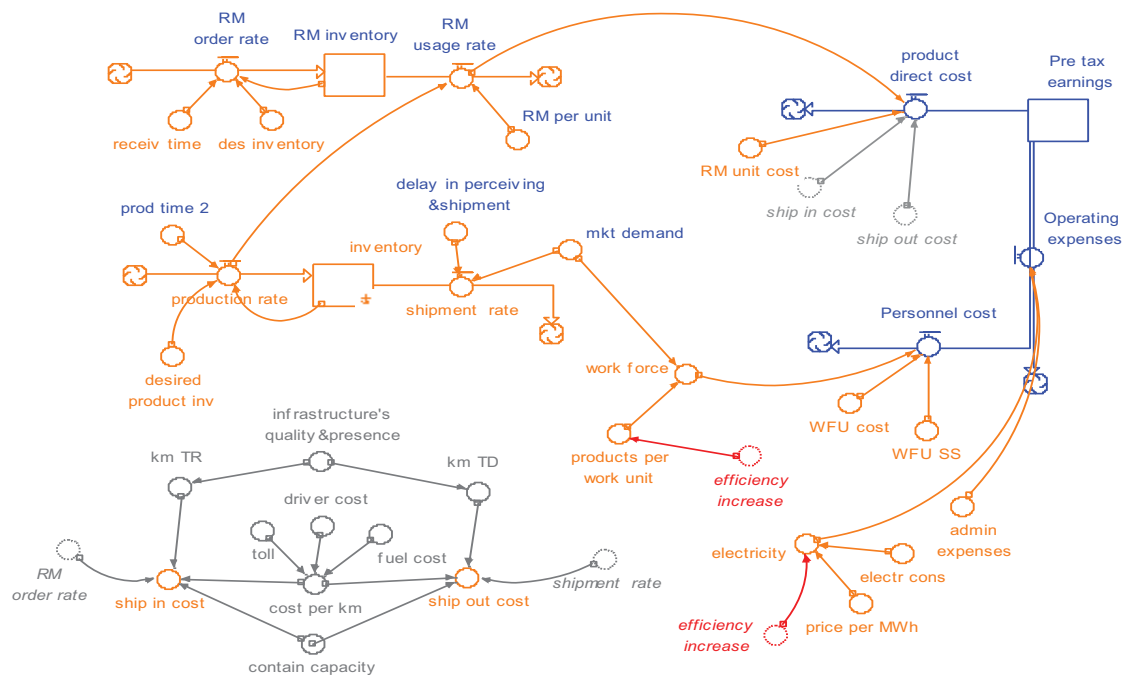 RM
order rate
RM inventory
RM
usage rate
product
direct cost
Pre tax
earnings
receiv time
des inventory
RM per unit
RM unit cost
ship in cost
ship out cost
prod time 2
delay in perceiving
&shipment
mkt demand
Operating
expenses
inventory
production rate
shipment rate
Personnel cost
desired
product inv
work force
WFU cost
WFU SS
infrastructure's
quality&presence
km TR
km TD
products per
work unit
efficiency
increase
driver cost
toll
fuel cost
electricity
admin
expenses
electr cons
RM
order rate
ship in cost
cost per km
ship out cost
shipment rate
price per MWh
efficiency
increase
contain capacity